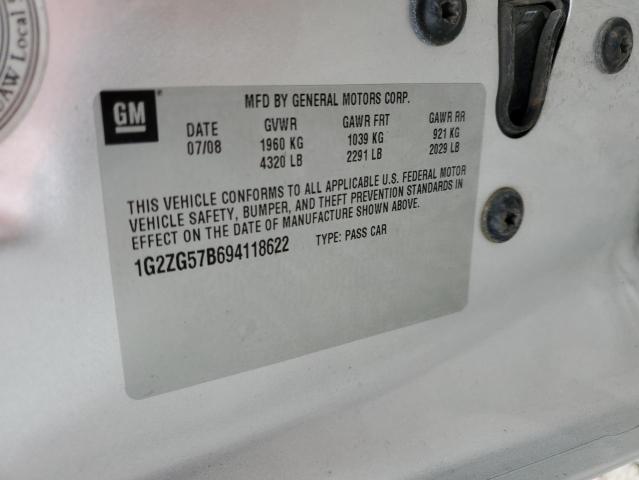 UAW Local
GM
MFD BY GENERAL MOTORS CORP.
DATE GVWR GAWR FRT GAWR RR
07/08 1960 KG 1039 KG 921 KG
4320 LB 2291 LB 2029 LB
THIS VEHICLE CONFORMS TO ALL APPLICABLE U.S. FEDERAL MOTOR
VEHICLE SAFETY, BUMPER, AND THEFT PREVENTION STANDARDS IN
EFFECT ON THE DATE OF MANUFACTURE SHOWN ABOVE.
1G2ZG57B694118622 TYPE: PASS CAR